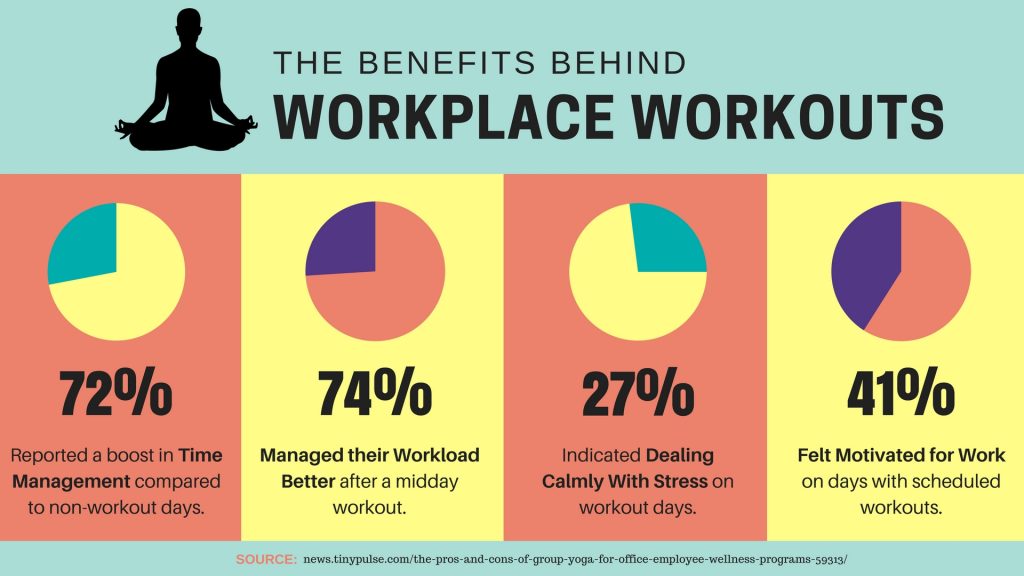 THE BENEFITS BEHIND
WORKPLACE WORKOUTS
72%
Reported a boost in Time
Management compared
to non-workout days.
74%
Managed their Workload
Better after a midday
workout.
27%
Indicated Dealing
Calmly With Stress on
workout days.
41%
Felt Motivated for Work
on days with scheduled
workouts.
SOURCE: news.tinypulse.com/the-pros-and-cons-of-group-yoga-for-office-employee-wellness-programs-59313/